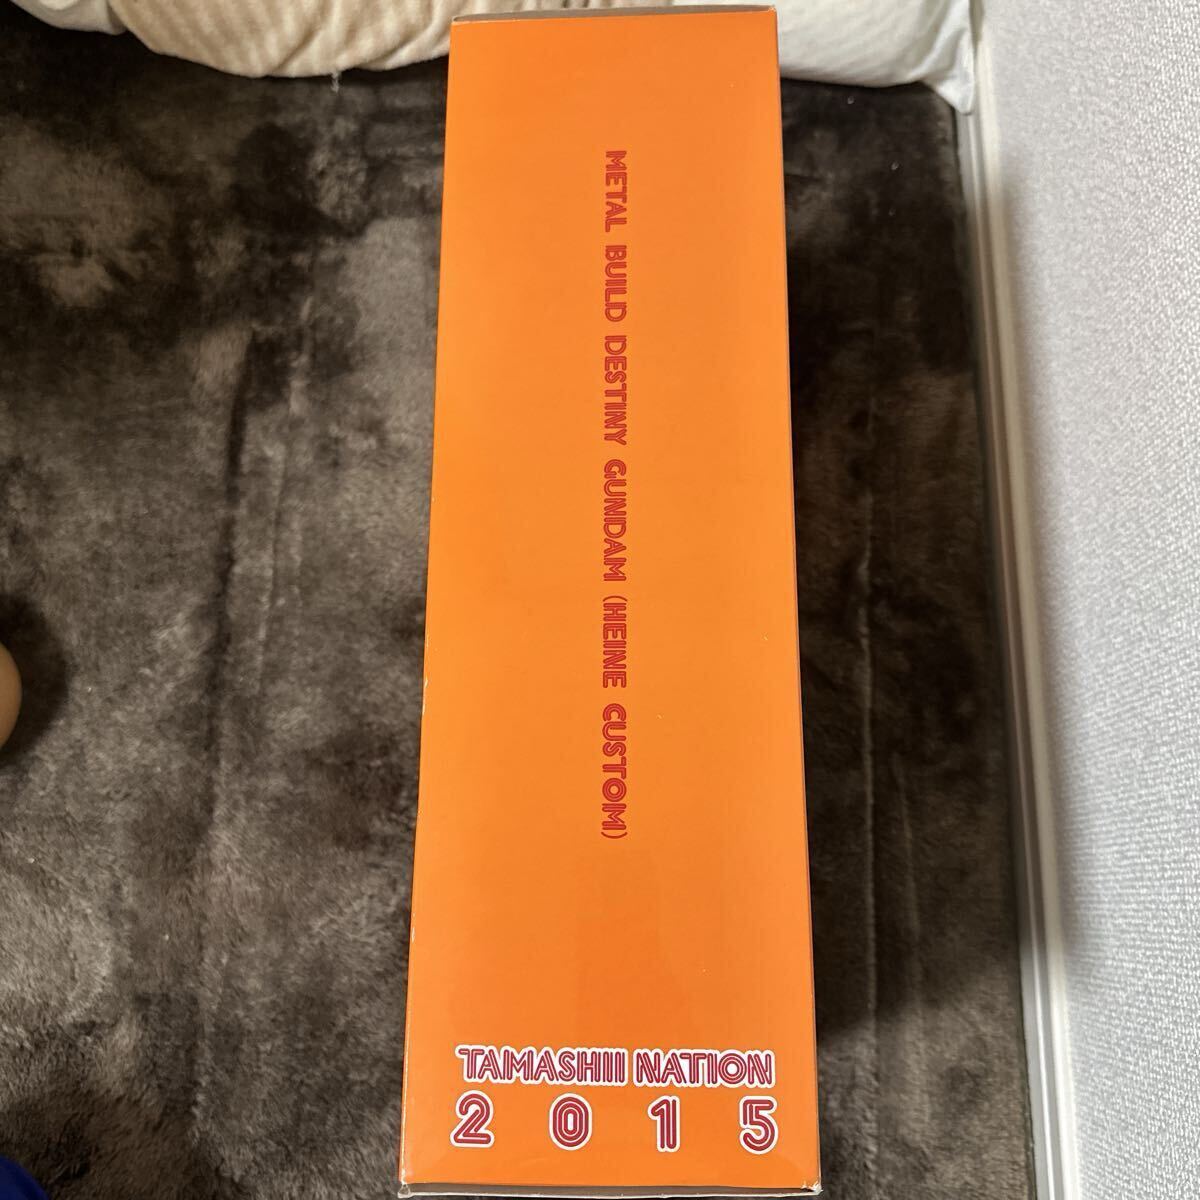 METAL BUILD DESTINY GUNDAM (HEINE CUSTOM)
TAMASHII NATION
2015